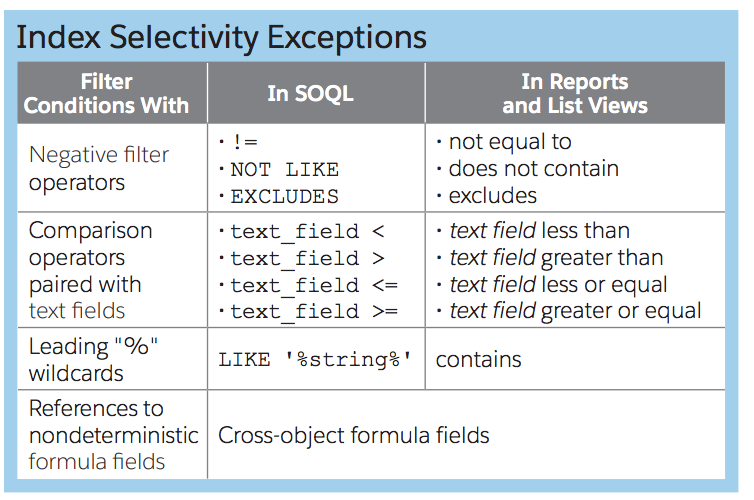 Index Selectivity Exceptions
Filter
Conditions With
In SOQL
In Reports
and List Views
Negative filter
operators
· !=
· NOT LIKE
· EXCLUDES
· not equal to
· does not contain
· excludes
Comparison
operators
paired with
text fields
· text_field <
· text_field >
· text_field <=
· text_field >=
· text field less than
· text field greater than
· text field less or equal
· text field greater or equal
Leading "%"
wildcards
LIKE '%string%'
contains
References to
nondeterministic
formula fields
Cross-object formula fields